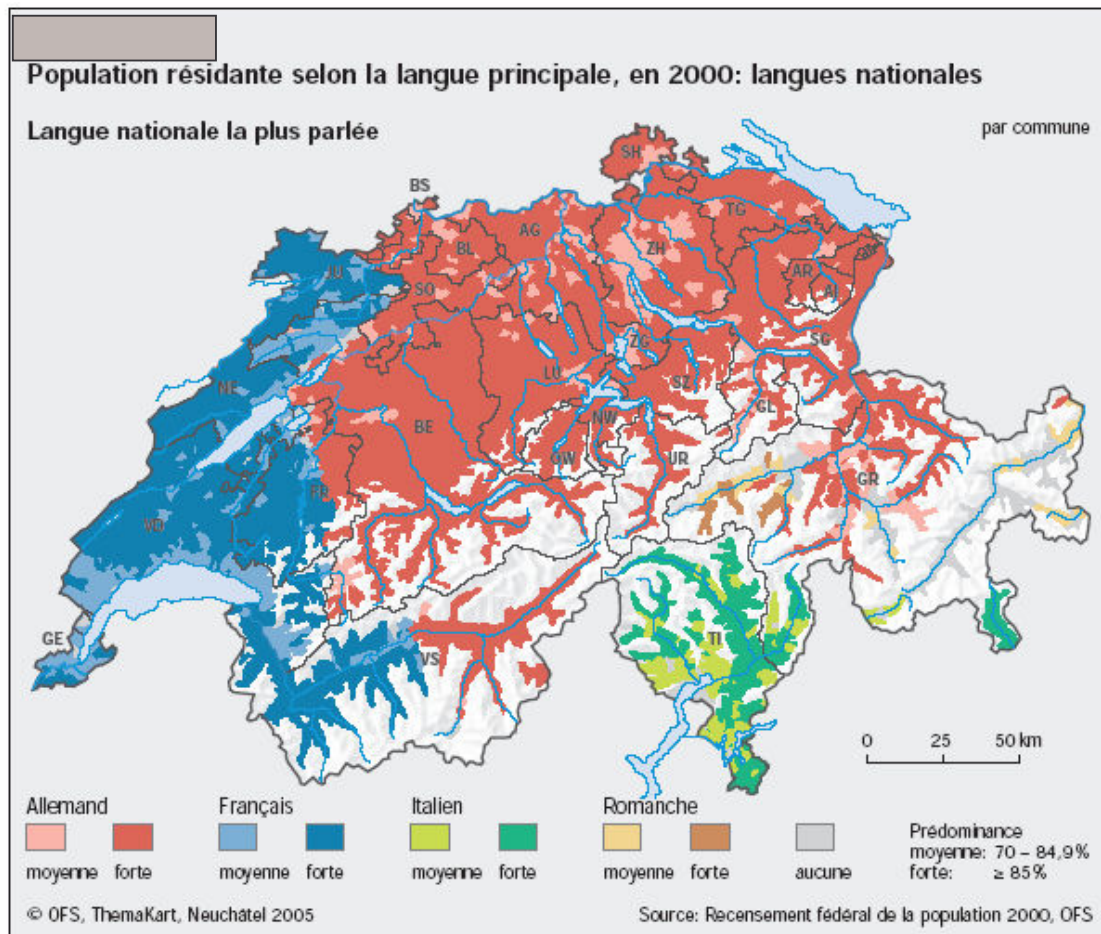 Population résidante selon la langue principale, en 2000: langues nationales
Langue nationale la plus parlée
par commune
SH
BS
TG
AG
BL
ZH
JU
AR
SO
AI
ZG
SG
LU
NE
SZ
GL
NW
BE
OW
UR
GR
FR
VD
TI
GE
VS
0 25 50 km
Allemand Français Italien Romanche
moyenne forte moyenne forte moyenne forte moyenne forte aucune
Prédominance
moyenne: 70 – 84,9%
forte: ≥ 85%
© OFS, ThemaKart, Neuchâtel 2005
Source: Recensement fédéral de la population 2000, OFS